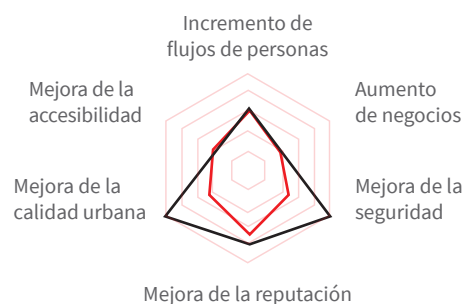 Incremento de
flujos de personas
Mejora de la
accesibilidad
Aumento
de negocios
Mejora de la
calidad urbana
Mejora de la
seguridad
Mejora de la reputación